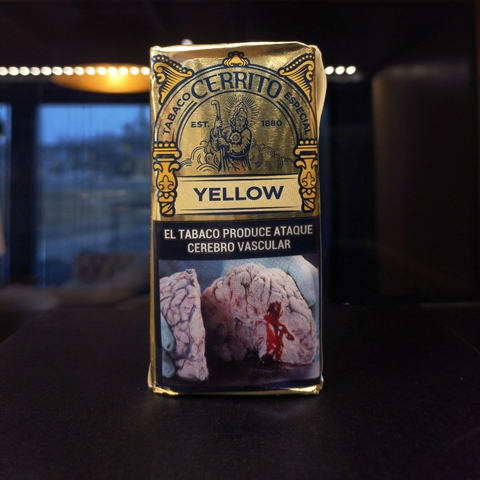 TABACO CERRITO ESPECIAL
EST. 1880
YELLOW
EL TABACO PRODUCE ATAQUE
CEREBRO VASCULAR